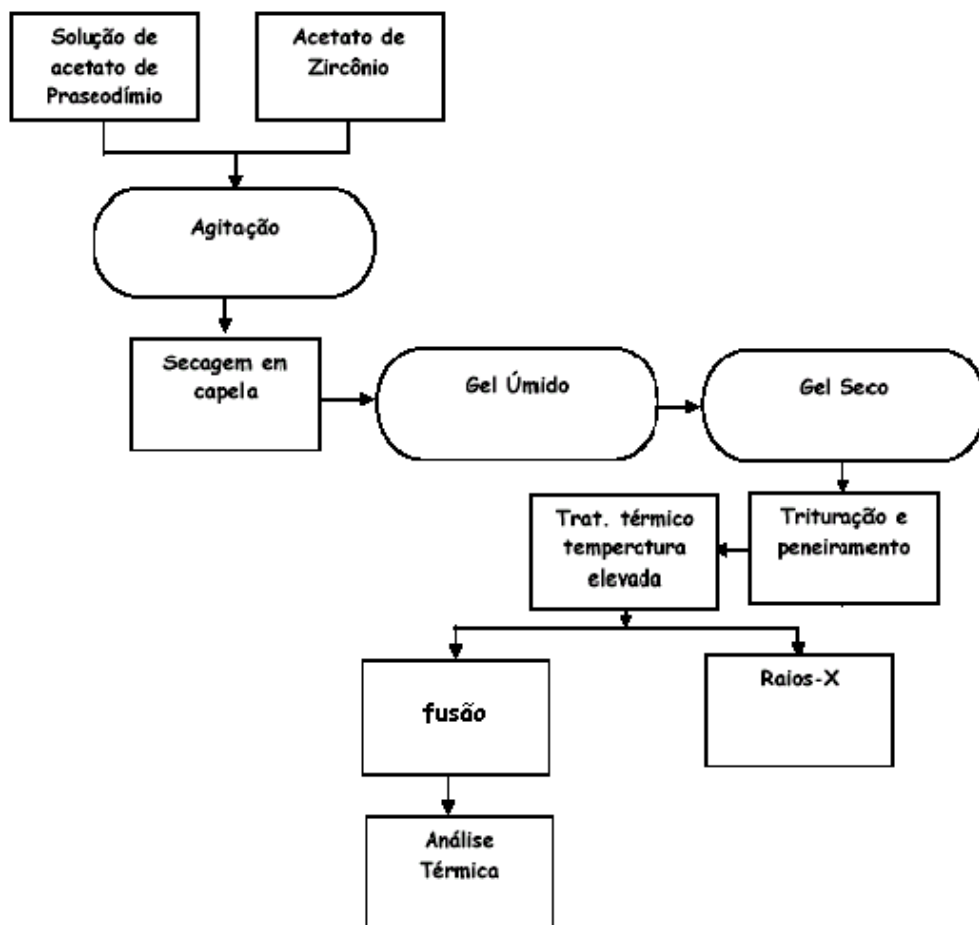 Solução de
acetato de
Praseodímio
Acetato de
Zircônio
Agitação
Secagem en
capela
Gel Úmido
Gel Seco
Trituração e
peneiramento
Trat. térmico
temperatura
elevada
fusão
Raios-X
Análise
Térmica